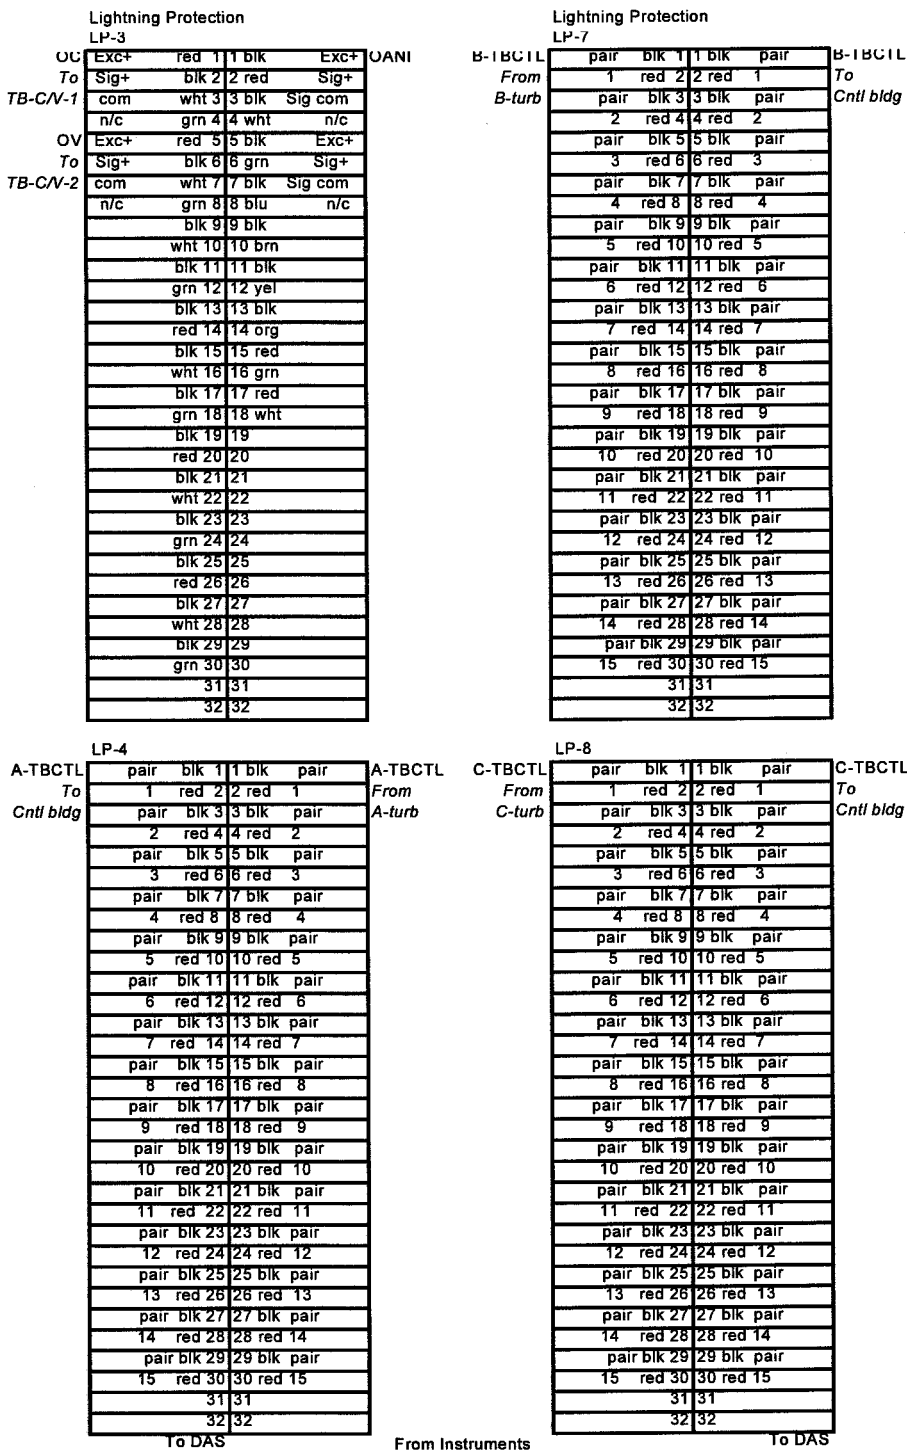 Lightning Protection
LP-3
OC Exc+ red 1 1 blk Exc+ OANI
To Sig+ blk 2 2 red Sig+
TB-C/V-1 com wht 3 3 blk Sig com
n/c grn 4 4 wht n/c
OV Exc+ red 5 5 blk Exc+
To Sig+ blk 6 6 grn Sig+
TB-C/V-2 com wht 7 7 blk Sig com
n/c grn 8 8 blu n/c
blk 9 9 blk
wht 10 10 brn
blk 11 11 blk
grn 12 12 yel
blk 13 13 blk
red 14 14 org
blk 15 15 red
wht 16 16 grn
blk 17 17 red
grn 18 18 wht
blk 19 19
red 20 20
blk 21 21
wht 22 22
blk 23 23
grn 24 24
blk 25 25
red 26 26
blk 27 27
wht 28 28
blk 29 29
grn 30 30
31 31
32 32
Lightning Protection
LP-7
B-TBCTL pair blk 1 1 blk pair B-TBCTL
From 1 red 2 2 red 1 To
B-turb pair blk 3 3 blk pair Cntl bldg
2 red 4 4 red 2
pair blk 5 5 blk pair
3 red 6 6 red 3
pair blk 7 7 blk pair
4 red 8 8 red 4
pair blk 9 9 blk pair
5 red 10 10 red 5
pair blk 11 11 blk pair
6 red 12 12 red 6
pair blk 13 13 blk pair
7 red 14 14 red 7
pair blk 15 15 blk pair
8 red 16 16 red 8
pair blk 17 17 blk pair
9 red 18 18 red 9
pair blk 19 19 blk pair
10 red 20 20 red 10
pair blk 21 21 blk pair
11 red 22 22 red 11
pair blk 23 23 blk pair
12 red 24 24 red 12
pair blk 25 25 blk pair
13 red 26 26 red 13
pair blk 27 27 blk pair
14 red 28 28 red 14
pair blk 29 29 blk pair
15 red 30 30 red 15
31 31
32 32
LP-4
A-TBCTL pair blk 1 1 blk pair A-TBCTL
To 1 red 2 2 red 1 From
Cntl bldg pair blk 3 3 blk pair A-turb
2 red 4 4 red 2
pair blk 5 5 blk pair
3 red 6 6 red 3
pair blk 7 7 blk pair
4 red 8 8 red 4
pair blk 9 9 blk pair
5 red 10 10 red 5
pair blk 11 11 blk pair
6 red 12 12 red 6
pair blk 13 13 blk pair
7 red 14 14 red 7
pair blk 15 15 blk pair
8 red 16 16 red 8
pair blk 17 17 blk pair
9 red 18 18 red 9
pair blk 19 19 blk pair
10 red 20 20 red 10
pair blk 21 21 blk pair
11 red 22 22 red 11
pair blk 23 23 blk pair
12 red 24 24 red 12
pair blk 25 25 blk pair
13 red 26 26 red 13
pair blk 27 27 blk pair
14 red 28 28 red 14
pair blk 29 29 blk pair
15 red 30 30 red 15
31 31
32 32
To DAS
LP-8
C-TBCTL pair blk 1 1 blk pair C-TBCTL
From 1 red 2 2 red 1 To
C-turb pair blk 3 3 blk pair Cntl bldg
2 red 4 4 red 2
pair blk 5 5 blk pair
3 red 6 6 red 3
pair blk 7 7 blk pair
4 red 8 8 red 4
pair blk 9 9 blk pair
5 red 10 10 red 5
pair blk 11 11 blk pair
6 red 12 12 red 6
pair blk 13 13 blk pair
7 red 14 14 red 7
pair blk 15 15 blk pair
8 red 16 16 red 8
pair blk 17 17 blk pair
9 red 18 18 red 9
pair blk 19 19 blk pair
10 red 20 20 red 10
pair blk 21 21 blk pair
11 red 22 22 red 11
pair blk 23 23 blk pair
12 red 24 24 red 12
pair blk 25 25 blk pair
13 red 26 26 red 13
pair blk 27 27 blk pair
14 red 28 28 red 14
pair blk 29 29 blk pair
15 red 30 30 red 15
31 31
32 32
From Instruments
To DAS